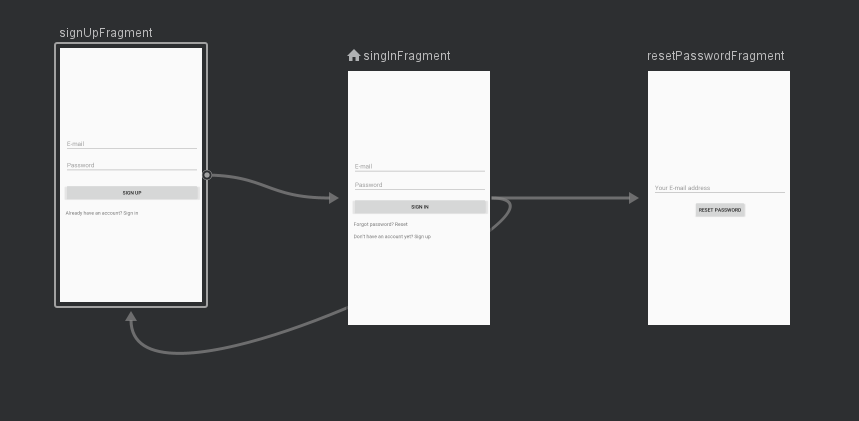 signUpFragment
E-mail
Password
SIGN UP
Already have an account? Sign in
singInFragment
E-mail
Password
SIGN IN
Forgot password? Reset
Don't have an account yet? Sign up
resetPasswordFragment
Your E-mail address
RESET PASSWORD